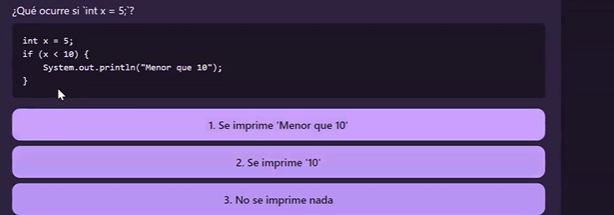 ¿Qué ocurre si `int x = 5;`?
int x = 5;
if (x < 10) {
    System.out.println("Menor que 10");
}
1. Se imprime 'Menor que 10'
2. Se imprime '10'
3. No se imprime nada